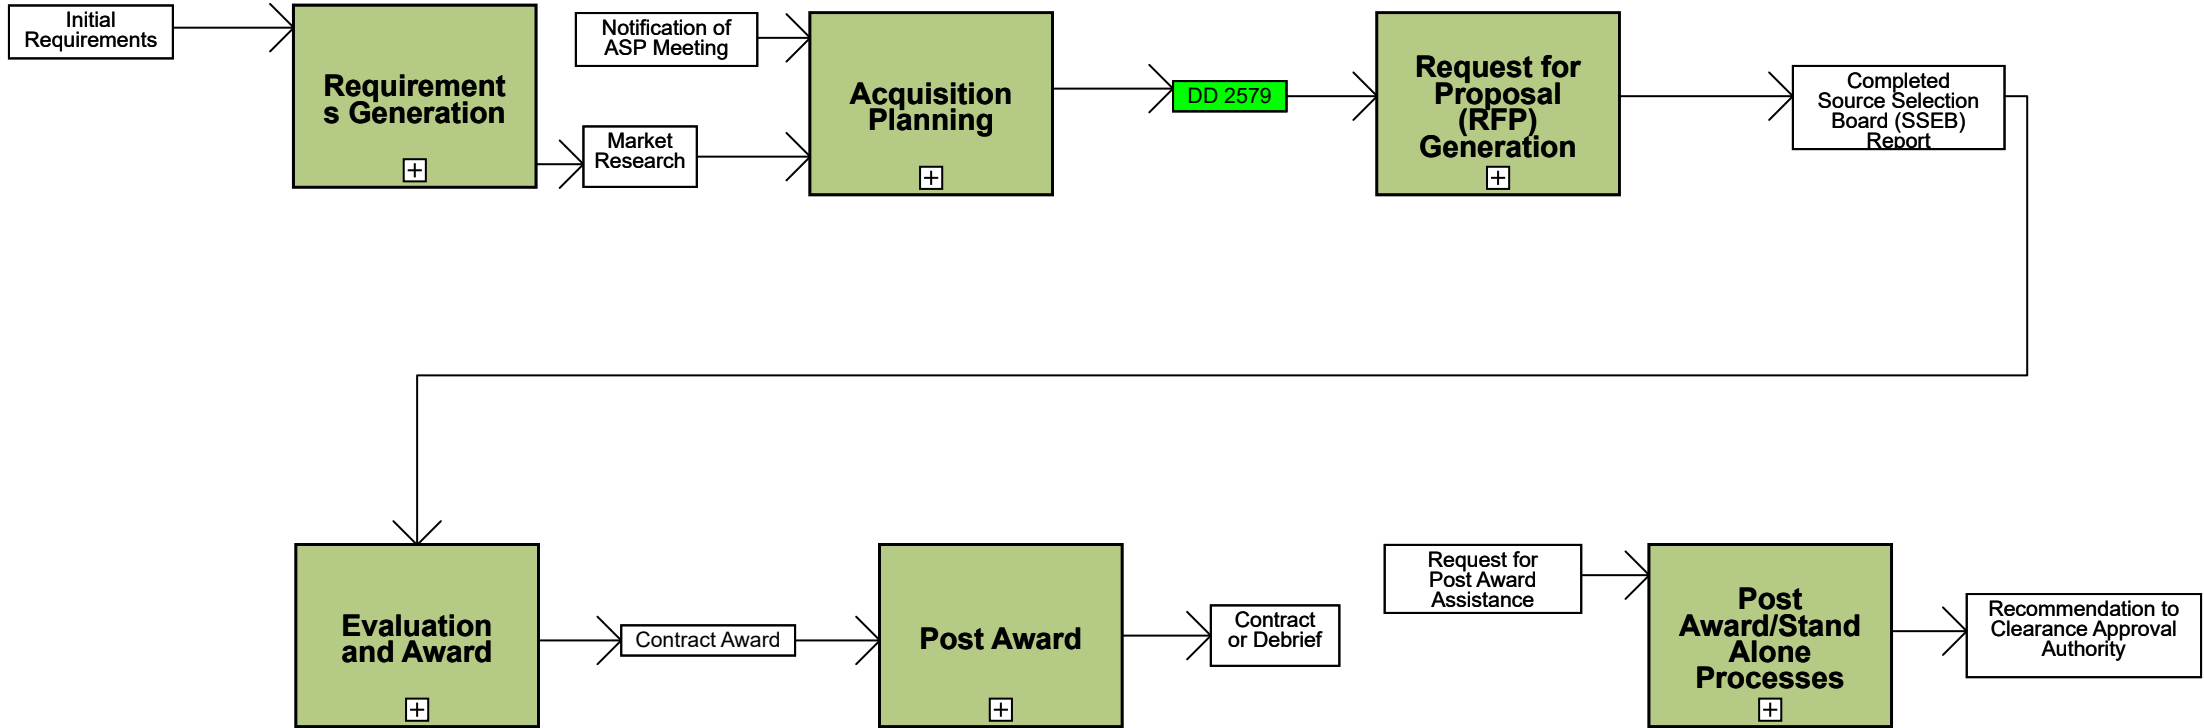 Initial
Requirements
Requirement
s Generation
Notification of
ASP Meeting
Market
Research
Acquisition
Planning
DD 2579
Request for
Proposal
(RFP)
Generation
Completed
Source Selection
Board (SSEB)
Report
Evaluation
and Award
Contract Award
Post Award
Contract
or Debrief
Request for
Post Award
Assistance
Post
Award/Stand
Alone
Processes
Recommendation to
Clearance Approval
Authority